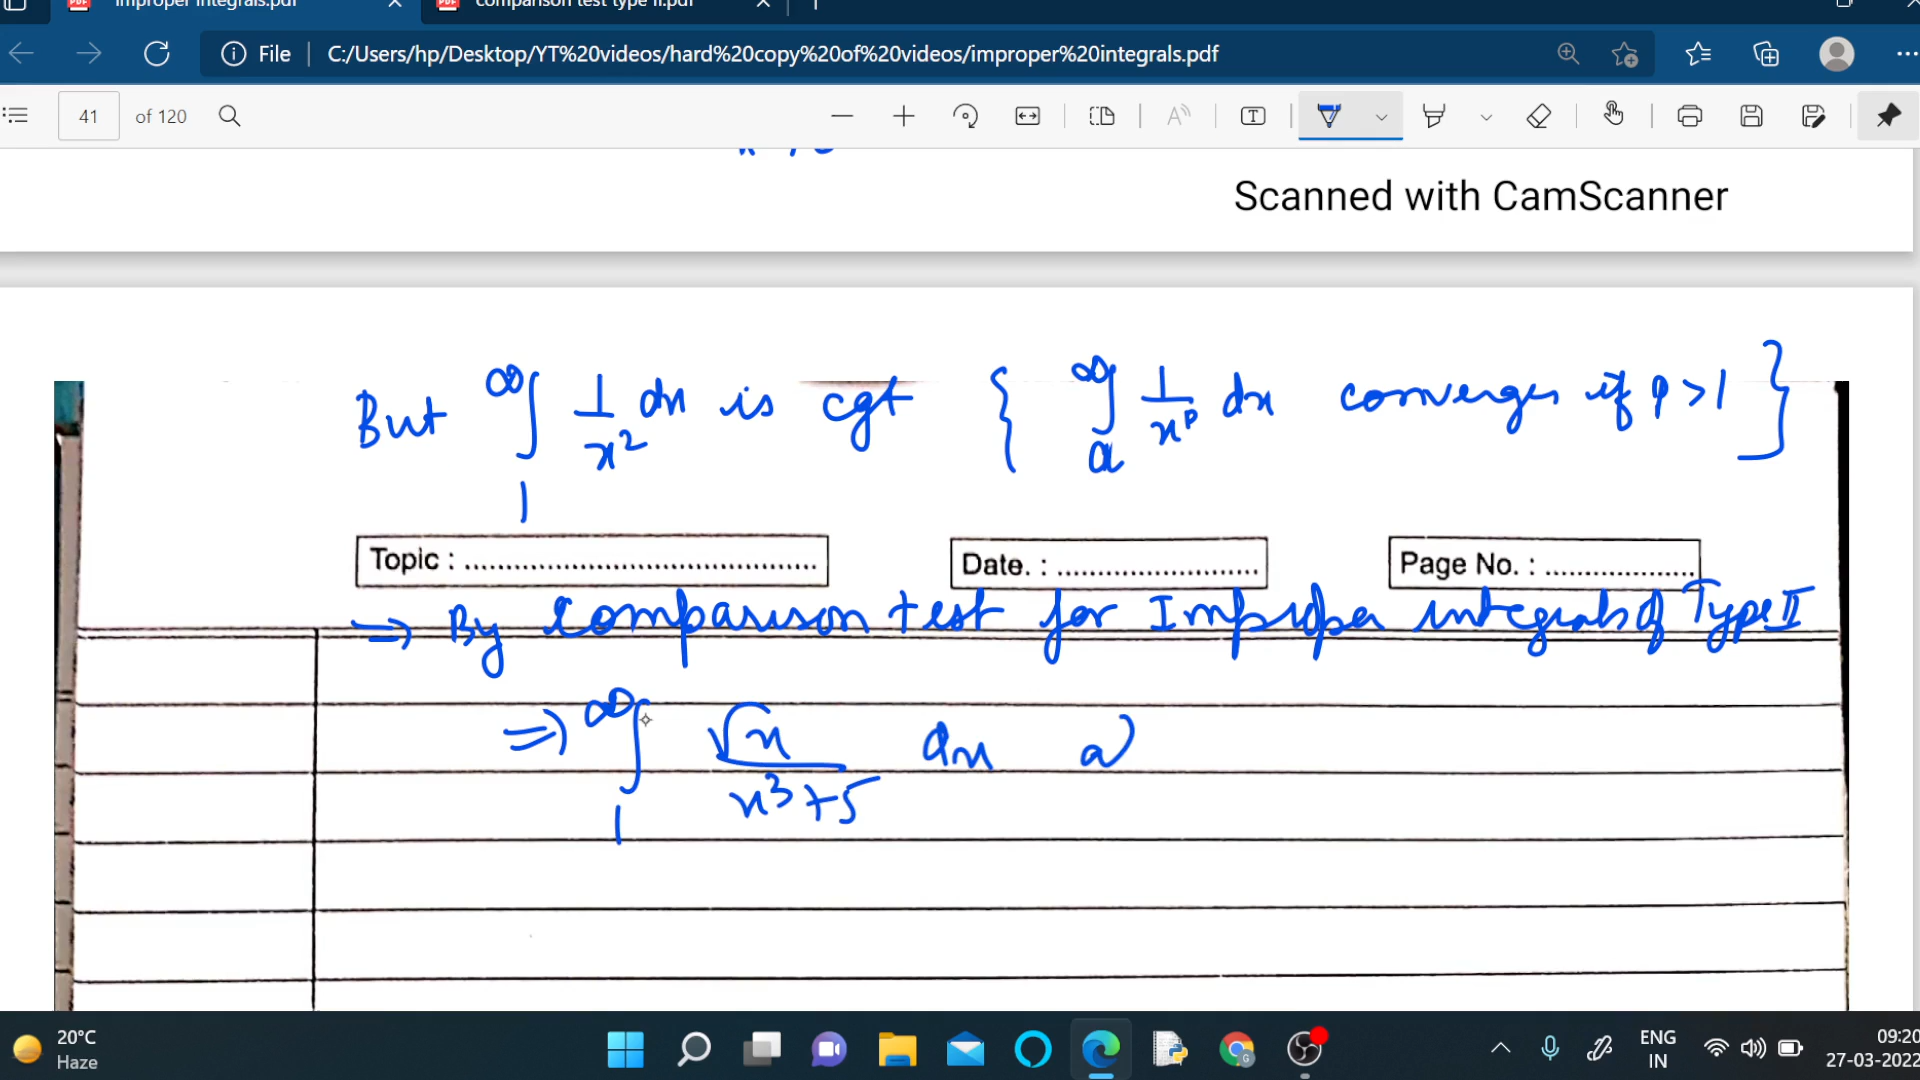 improper integrals.pdf comparison test type II.pdf
File C:/Users/hp/Desktop/YT%20videos/hard%20copy%20of%20videos/improper%20integrals.pdf
41 of 120
Scanned with CamScanner
But ∫₁^∞ 1/x² dx is cgt { ∫ₐ^∞ 1/xᵖ dx converges if p > 1 }
Topic : ........................................ Date. : ........................ Page No. : ..................
⇒ By Comparison test for Improper integrals of Type II
⇒ ∫₁^∞ √x/(x³+5) dx
20°C ENG 09:20
Haze IN 27-03-2022